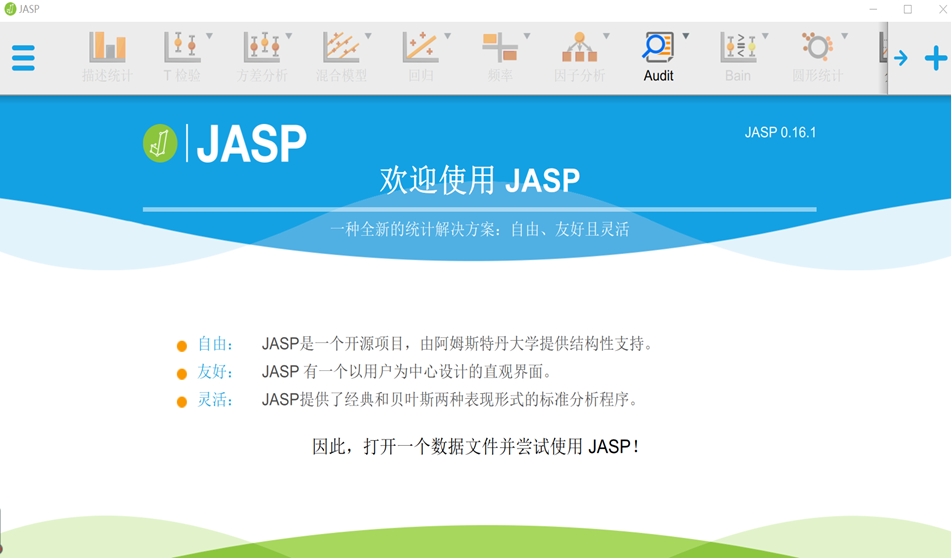 JASP
描述统计
T 检验
方差分析
混合模型
回归
频率
因子分析
Audit
Bain
圆形统计
JASP
JASP 0.16.1
欢迎使用 JASP
一种全新的统计解决方案：自由、友好且灵活
自由： JASP是一个开源项目，由阿姆斯特丹大学提供结构性支持。
友好： JASP 有一个以用户为中心设计的直观界面。
灵活： JASP提供了经典和贝叶斯两种表现形式的标准分析程序。
因此，打开一个数据文件并尝试使用 JASP！